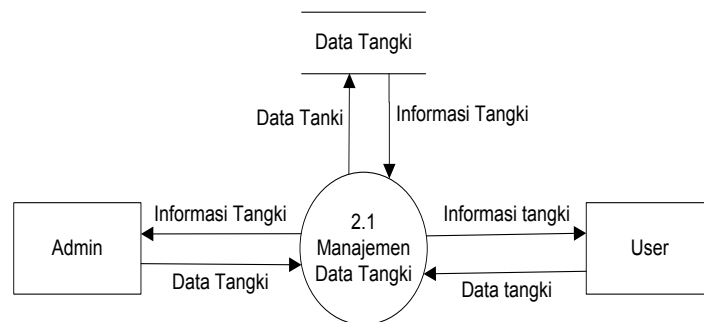 Data Tangki
Data Tanki
Informasi Tangki
Informasi Tangki
Informasi tangki
Admin
2.1
Manajemen
Data Tangki
User
Data Tangki
Data tangki